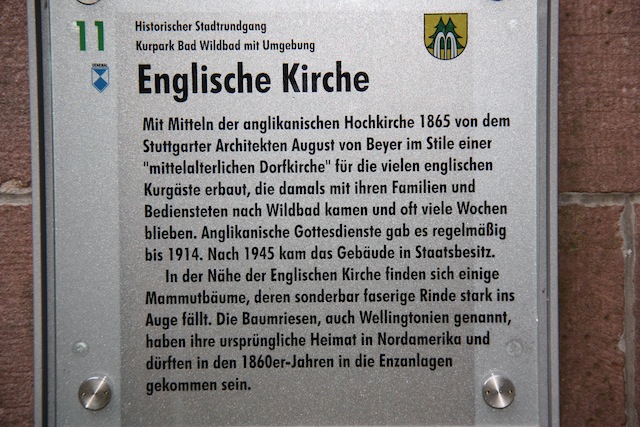 11
Historischer Stadtrundgang
Kurpark Bad Wildbad mit Umgebung
Englische Kirche
Mit Mitteln der anglikanischen Hochkirche 1865 von dem
Stuttgarter Architekten August von Beyer im Stile einer
"mittelalterlichen Dorfkirche" für die vielen englischen
Kurgäste erbaut, die damals mit ihren Familien und
Bediensteten nach Wildbad kamen und oft viele Wochen
blieben. Anglikanische Gottesdienste gab es regelmäßig
bis 1914. Nach 1945 kam das Gebäude in Staatsbesitz.
In der Nähe der Englischen Kirche finden sich einige
Mammutbäume, deren sonderbar faserige Rinde stark ins
Auge fällt. Die Baumriesen, auch Wellingtonien genannt,
haben ihre ursprüngliche Heimat in Nordamerika und
dürften in den 1860er-Jahren in die Enzanlagen
gekommen sein.